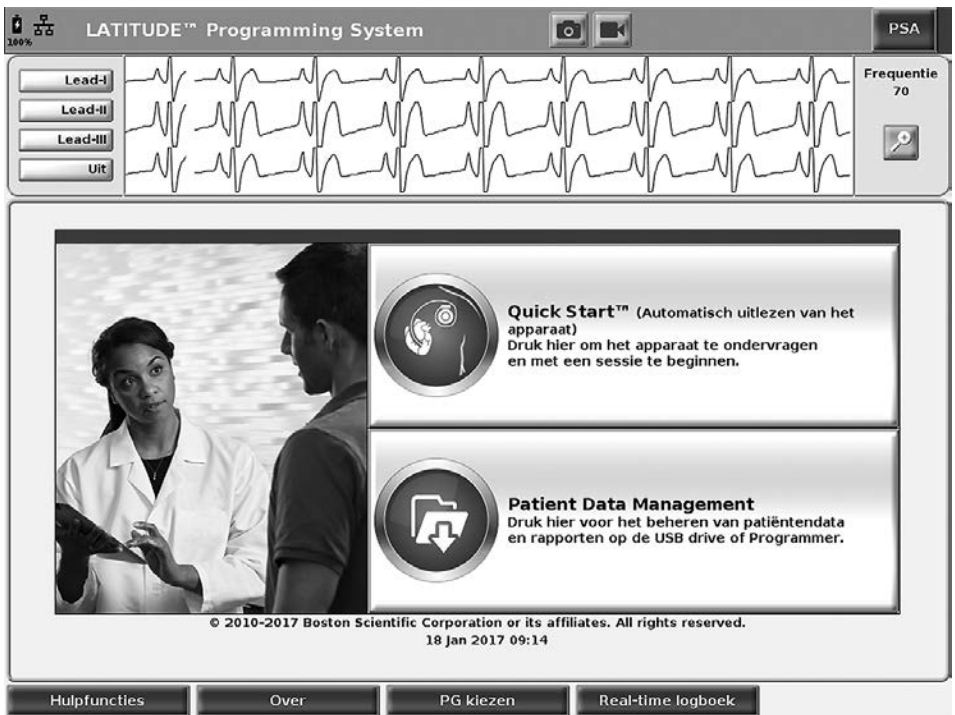 100%
LATITUDE™ Programming System
PSA
Lead-I
Lead-II
Lead-III
Uit
Frequentie
70
Quick Start™ (Automatisch uitlezen van het
apparaat)
Druk hier om het apparaat te ondervragen
en met een sessie te beginnen.
Patient Data Management
Druk hier voor het beheren van patiëntendata
en rapporten op de USB drive of Programmer.
© 2010-2017 Boston Scientific Corporation or its affiliates. All rights reserved.
18 Jan 2017 09:14
Hulpfuncties
Over
PG kiezen
Real-time logboek